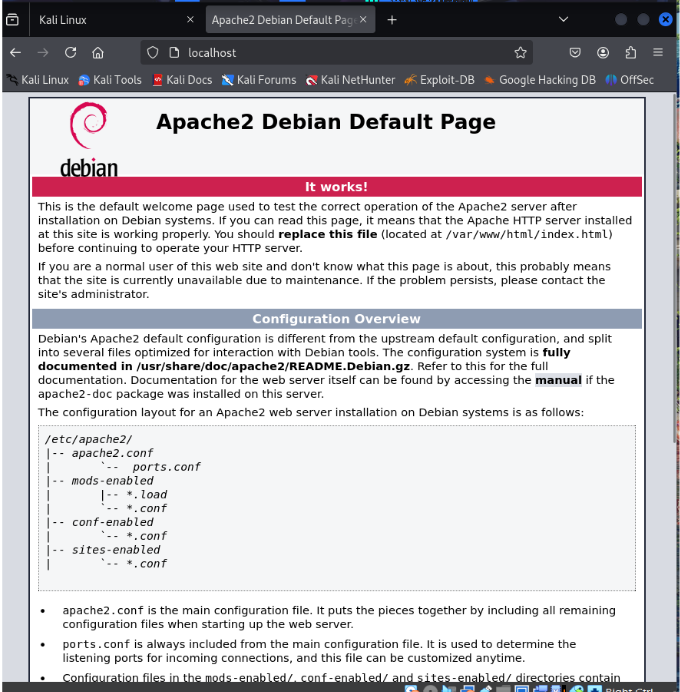 Kali Linux
Apache2 Debian Default Page
localhost
Kali Linux
Kali Tools
Kali Docs
Kali Forums
Kali NetHunter
Exploit-DB
Google Hacking DB
OffSec
Apache2 Debian Default Page
debian
It works!
This is the default welcome page used to test the correct operation of the Apache2 server after
installation on Debian systems. If you can read this page, it means that the Apache HTTP server installed
at this site is working properly. You should replace this file (located at /var/www/html/index.html)
before continuing to operate your HTTP server.
If you are a normal user of this web site and don't know what this page is about, this probably means
that the site is currently unavailable due to maintenance. If the problem persists, please contact the
site's administrator.
Configuration Overview
Debian's Apache2 default configuration is different from the upstream default configuration, and split
into several files optimized for interaction with Debian tools. The configuration system is fully
documented in /usr/share/doc/apache2/README.Debian.gz. Refer to this for the full
documentation. Documentation for the web server itself can be found by accessing the manual if the
apache2-doc package was installed on this server.
The configuration layout for an Apache2 web server installation on Debian systems is as follows:
/etc/apache2/
|-- apache2.conf
|       `--  ports.conf
|-- mods-enabled
|       |-- *.load
|       `-- *.conf
|-- conf-enabled
|       `-- *.conf
|-- sites-enabled
|       `-- *.conf
• apache2.conf is the main configuration file. It puts the pieces together by including all remaining
configuration files when starting up the web server.
• ports.conf is always included from the main configuration file. It is used to determine the
listening ports for incoming connections, and this file can be customized anytime.
• Configuration files in the mods-enabled/, conf-enabled/ and sites-enabled/ directories contain
Right Ctrl